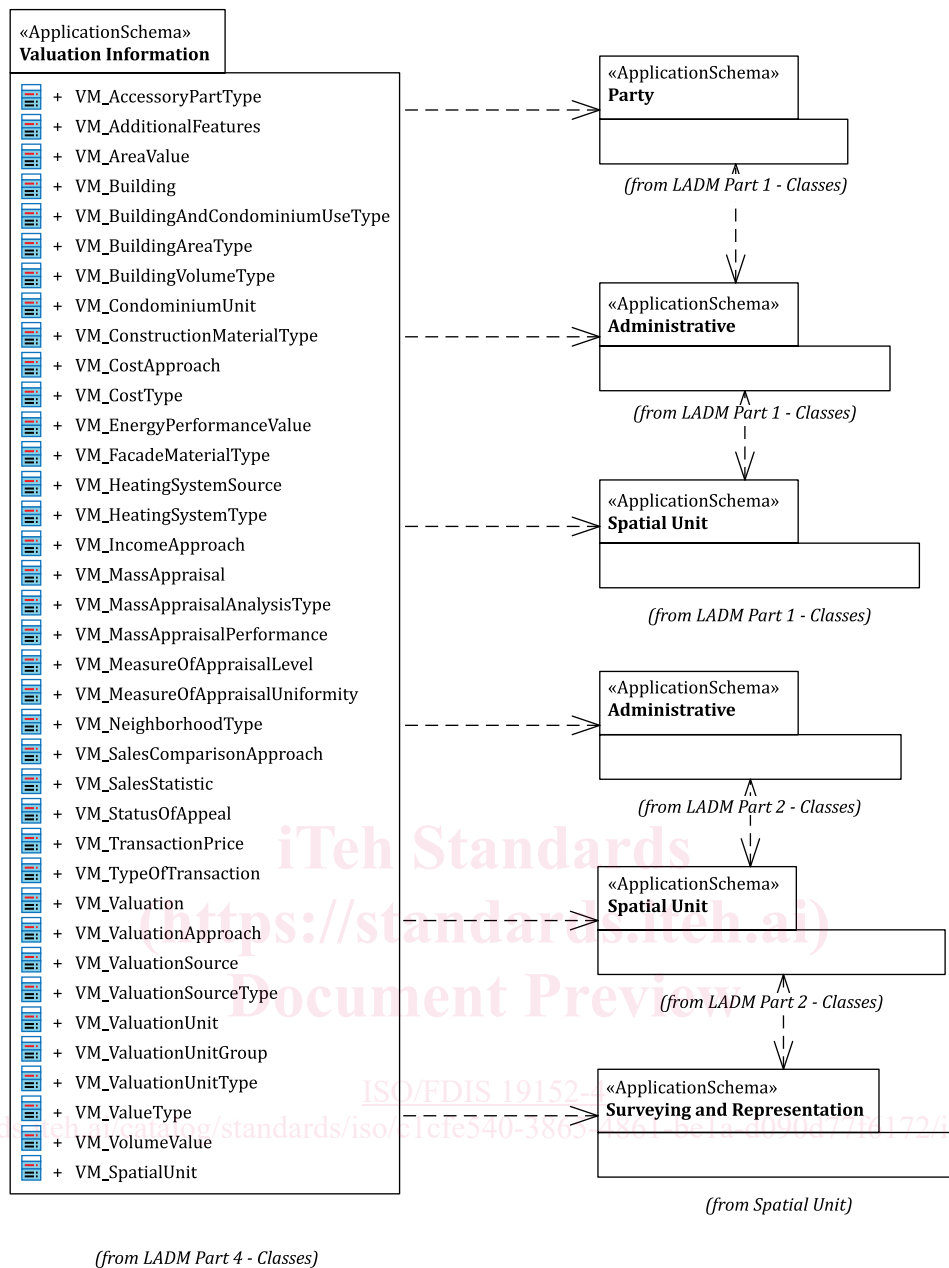 «ApplicationSchema»
Valuation Information
+ VM_AccessoryPartType
+ VM_AdditionalFeatures
+ VM_AreaValue
+ VM_Building
+ VM_BuildingAndCondominiumUseType
+ VM_BuildingAreaType
+ VM_BuildingVolumeType
+ VM_CondominiumUnit
+ VM_ConstructionMaterialType
+ VM_CostApproach
+ VM_CostType
+ VM_EnergyPerformanceValue
+ VM_FacadeMaterialType
+ VM_HeatingSystemSource
+ VM_HeatingSystemType
+ VM_IncomeApproach
+ VM_MassAppraisal
+ VM_MassAppraisalAnalysisType
+ VM_MassAppraisalPerformance
+ VM_MeasureOfAppraisalLevel
+ VM_MeasureOfAppraisalUniformity
+ VM_NeighborhoodType
+ VM_SalesComparisonApproach
+ VM_SalesStatistic
+ VM_StatusOfAppeal
+ VM_TransactionPrice
+ VM_TypeOfTransaction
+ VM_Valuation
+ VM_ValuationApproach
+ VM_ValuationSource
+ VM_ValuationSourceType
+ VM_ValuationUnit
+ VM_ValuationUnitGroup
+ VM_ValuationUnitType
+ VM_ValueType
+ VM_VolumeValue
+ VM_SpatialUnit
(from LADM Part 4 - Classes)
«ApplicationSchema»
Party
(from LADM Part 1 - Classes)
«ApplicationSchema»
Administrative
(from LADM Part 1 - Classes)
«ApplicationSchema»
Spatial Unit
(from LADM Part 1 - Classes)
«ApplicationSchema»
Administrative
(from LADM Part 2 - Classes)
«ApplicationSchema»
Spatial Unit
(from LADM Part 2 - Classes)
«ApplicationSchema»
Surveying and Representation
(from Spatial Unit)
iTeh Standards
(https://standards.iteh.ai)
Document Preview
ISO/FDIS 19152-4